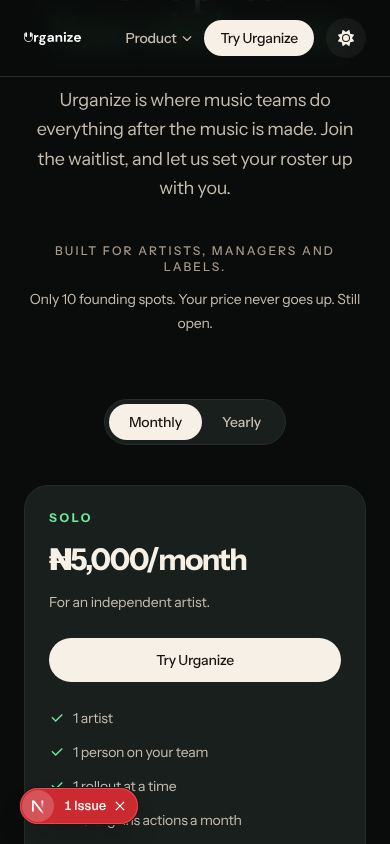 Urganize
Product
Try Urganize
Urganize is where music teams do
everything after the music is made. Join
the waitlist, and let us set your roster up
with you.
BUILT FOR ARTISTS, MANAGERS AND
LABELS.
Only 10 founding spots. Your price never goes up. Still
open.
Monthly
Yearly
SOLO
₦5,000/month
For an independent artist.
Try Urganize
1 artist
1 person on your team
1 rollout at a time
N
1 Issue
actions a month